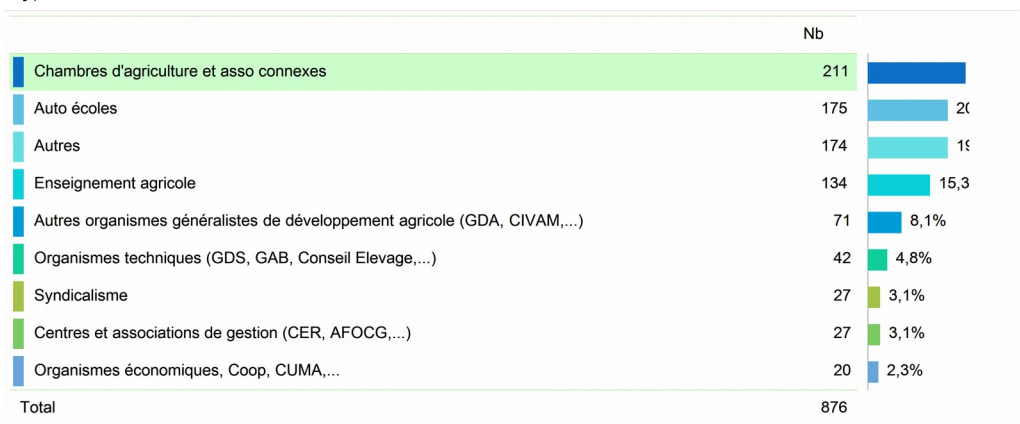 Nb
Chambres d'agriculture et asso connexes 211
Auto écoles 175
Autres 174
Enseignement agricole 134 15,3
Autres organismes généralistes de développement agricole (GDA, CIVAM,...) 71 8,1%
Organismes techniques (GDS, GAB, Conseil Elevage,...) 42 4,8%
Syndicalisme 27 3,1%
Centres et associations de gestion (CER, AFOCG,...) 27 3,1%
Organismes économiques, Coop, CUMA,... 20 2,3%
Total 876